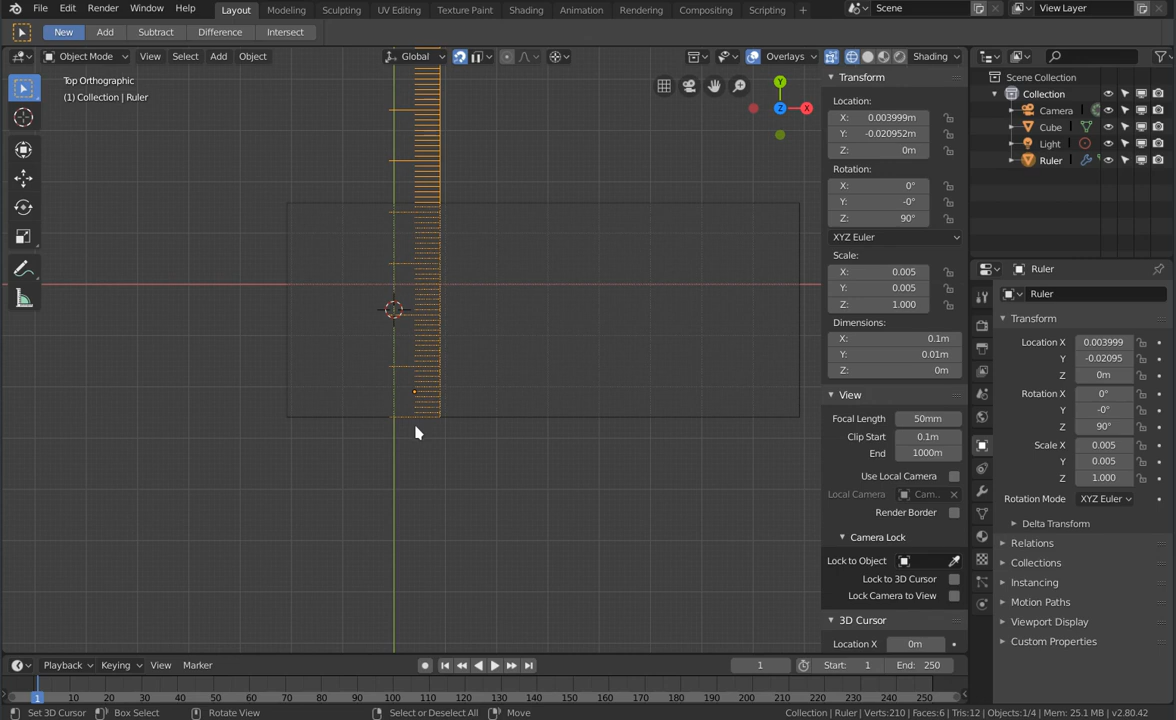 File Edit Render Window Help Layout Modeling Sculpting UV Editing Texture Paint Shading Animation Rendering Compositing Scripting + Scene View Layer
New Add Subtract Difference Intersect
Object Mode View Select Add Object Global Overlays Shading
Top Orthographic
(1) Collection | Ruler
Y
X
Z
Transform
Location:
X: 0.003999m
Y: -0.020952m
Z: 0m
Rotation:
X: 0°
Y: -0°
Z: 90°
XYZ Euler
Scale:
X: 0.005
Y: 0.005
Z: 1.000
Dimensions:
X: 0.1m
Y: 0.01m
Z: 0m
View
Focal Length 50mm
Clip Start 0.1m
End 1000m
Use Local Camera
Local Camera Cam..
Render Border
Camera Lock
Lock to Object
Lock to 3D Cursor
Lock Camera to View
3D Cursor
Location X 0m
Scene Collection
Collection
Camera
Cube
Light
Ruler
Ruler
Ruler
Transform
Location X 0.003999
Y -0.02095
Z 0m
Rotation X 0°
Y -0°
Z 90°
Scale X 0.005
Y 0.005
Z 1.000
Rotation Mode XYZ Euler
Delta Transform
Relations
Collections
Instancing
Motion Paths
Viewport Display
Custom Properties
Playback Keying View Marker 1 Start: 1 End: 250
1 10 20 30 40 50 60 70 80 90 100 110 120 130 140 150 160 170 180 190 200 210 220 230 240 250
Set 3D Cursor Box Select Rotate View Select or Deselect All Move Collection | Ruler | Verts:210 | Faces:6 | Tris:12 | Objects:1/4 | Mem: 25.1 MB | v2.80.42